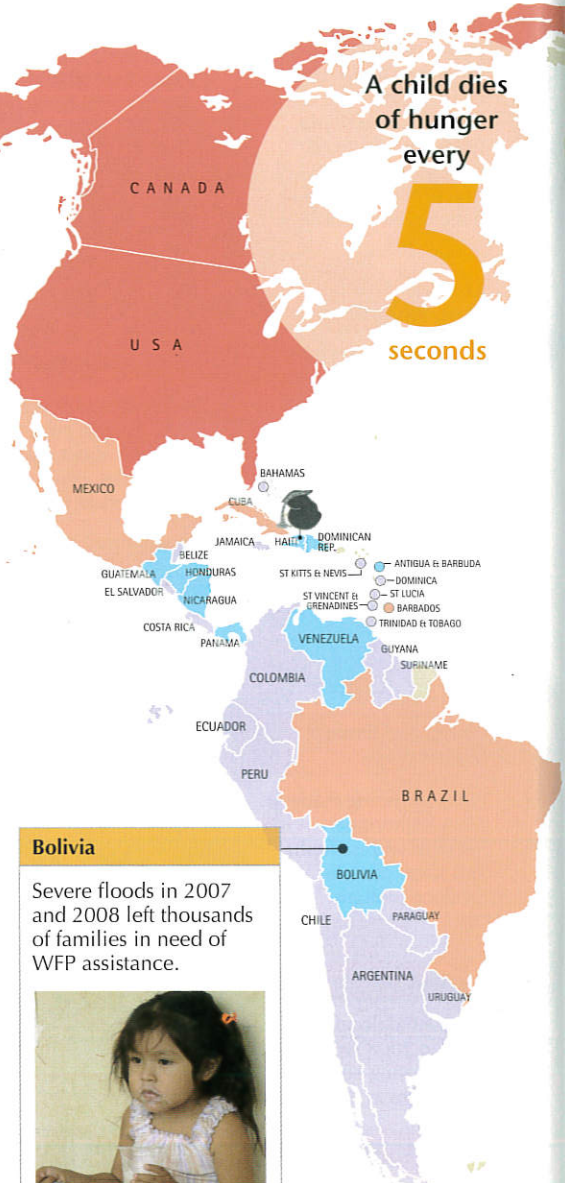 A child dies
of hunger
every
5
seconds
CANADA
USA
MEXICO
BAHAMAS
CUBA
JAMAICA
HAITI
DOMINICAN
REP.
BELIZE
GUATEMALA
HONDURAS
EL SALVADOR
NICARAGUA
ST KITTS & NEVIS
ANTIGUA & BARBUDA
DOMINICA
ST LUCIA
ST VINCENT &
GRENADINES
BARBADOS
TRINIDAD & TOBAGO
COSTA RICA
PANAMA
VENEZUELA
GUYANA
SURINAME
COLOMBIA
ECUADOR
PERU
BRAZIL
Bolivia
Severe floods in 2007
and 2008 left thousands
of families in need of
WFP assistance.
BOLIVIA
CHILE
PARAGUAY
ARGENTINA
URUGUAY